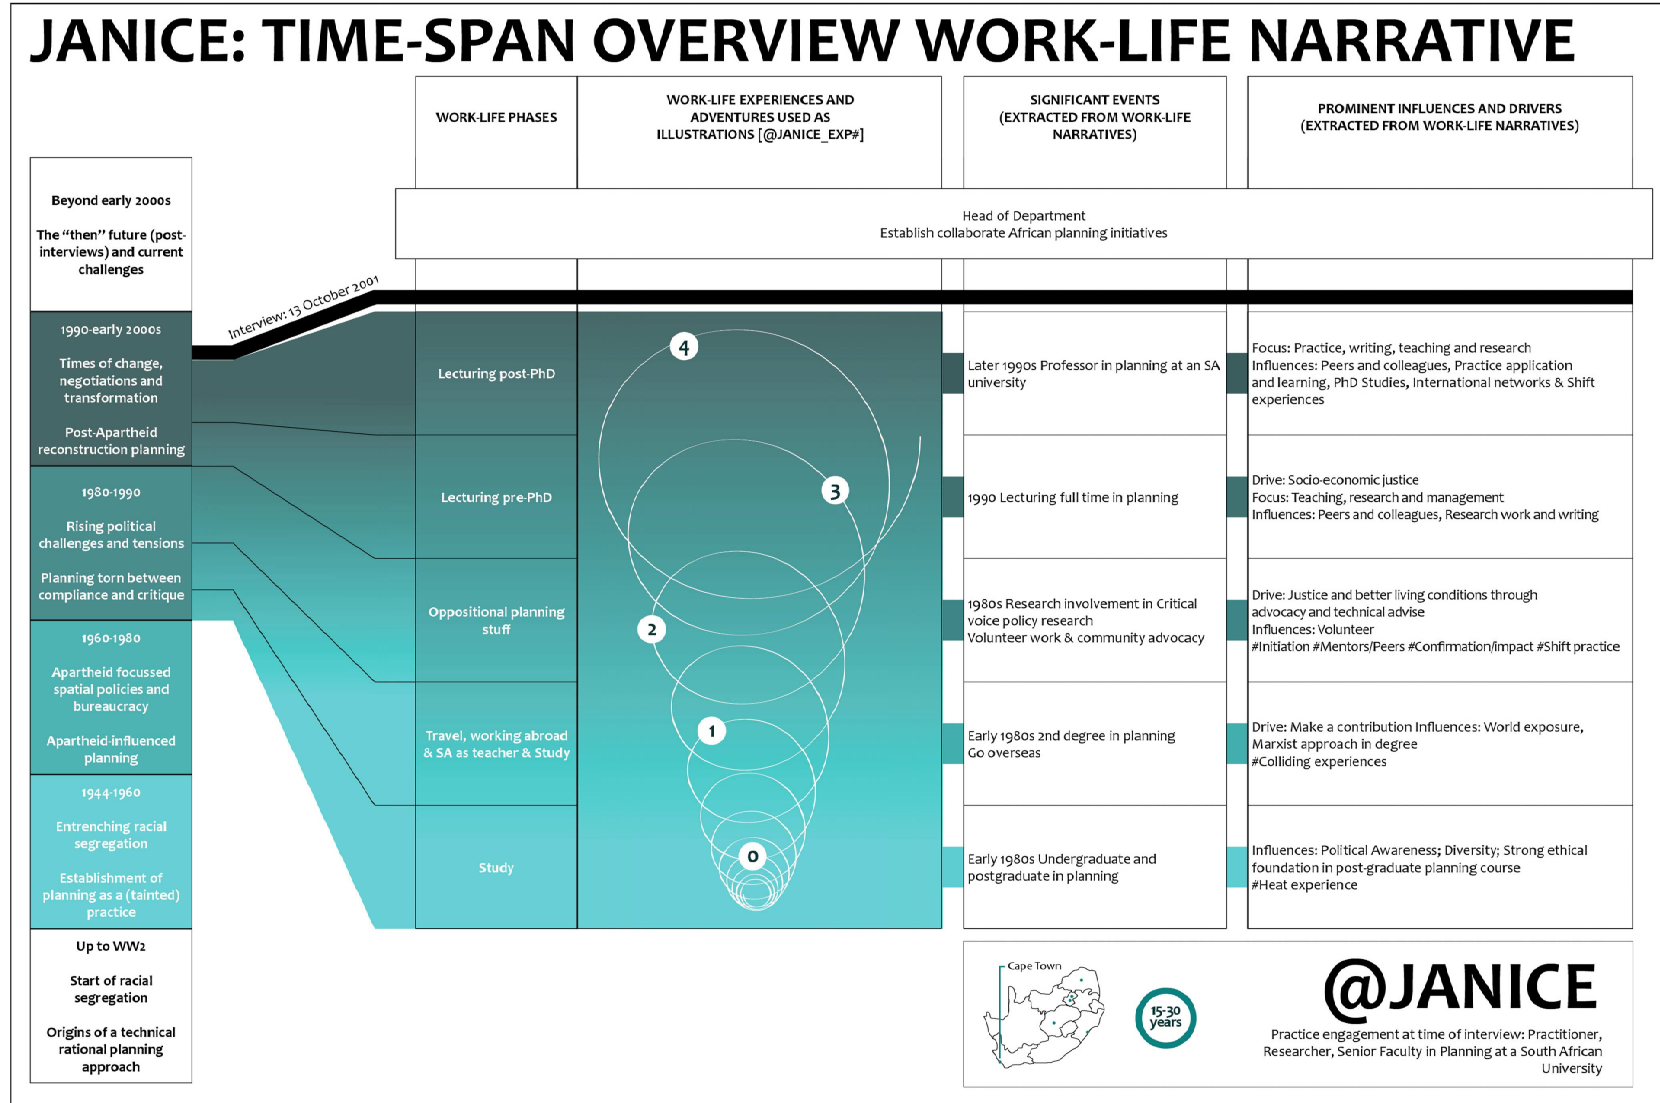 JANICE: TIME-SPAN OVERVIEW WORK-LIFE NARRATIVE
WORK-LIFE PHASES
WORK-LIFE EXPERIENCES AND
ADVENTURES USED AS
ILLUSTRATIONS [@JANICE_EXP#]
SIGNIFICANT EVENTS
(EXTRACTED FROM WORK-LIFE
NARRATIVES)
PROMINENT INFLUENCES AND DRIVERS
(EXTRACTED FROM WORK-LIFE NARRATIVES)
Beyond early 2000s
The "then" future (post-
interviews) and current
challenges
Head of Department
Establish collaborate African planning initiatives
Interview: 13 October 2001
1990-early 2000s
Times of change,
negotiations and
transformation
Post-Apartheid
reconstruction planning
1980-1990
Rising political
challenges and tensions
Planning torn between
compliance and critique
1960-1980
Apartheid focussed
spatial policies and
bureaucracy
Apartheid-influenced
planning
1944-1960
Entrenching racial
segregation
Establishment of
planning as a (tainted)
practice
Up to WW2
Start of racial
segregation
Origins of a technical
rational planning
approach
Lecturing post-PhD
4
Later 1990s Professor in planning at an SA
university
Focus: Practice, writing, teaching and research
Influences: Peers and colleagues, Practice application
and learning, PhD Studies, International networks & Shift
experiences
Lecturing pre-PhD
3
1990 Lecturing full time in planning
Drive: Socio-economic justice
Focus: Teaching, research and management
Influences: Peers and colleagues, Research work and writing
Oppositional planning
stuff
2
1980s Research involvement in Critical
voice policy research
Volunteer work & community advocacy
Drive: Justice and better living conditions through
advocacy and technical advise
Influences: Volunteer
#Initiation #Mentors/Peers #Confirmation/impact #Shift practice
Travel, working abroad
& SA as teacher & Study
1
Early 1980s 2nd degree in planning
Go overseas
Drive: Make a contribution Influences: World exposure,
Marxist approach in degree
#Colliding experiences
Study
0
Early 1980s Undergraduate and
postgraduate in planning
Influences: Political Awareness; Diversity; Strong ethical
foundation in post-graduate planning course
#Heat experience
Cape Town
15-30
years
@JANICE
Practice engagement at time of interview: Practitioner,
Researcher, Senior Faculty in Planning at a South African
University